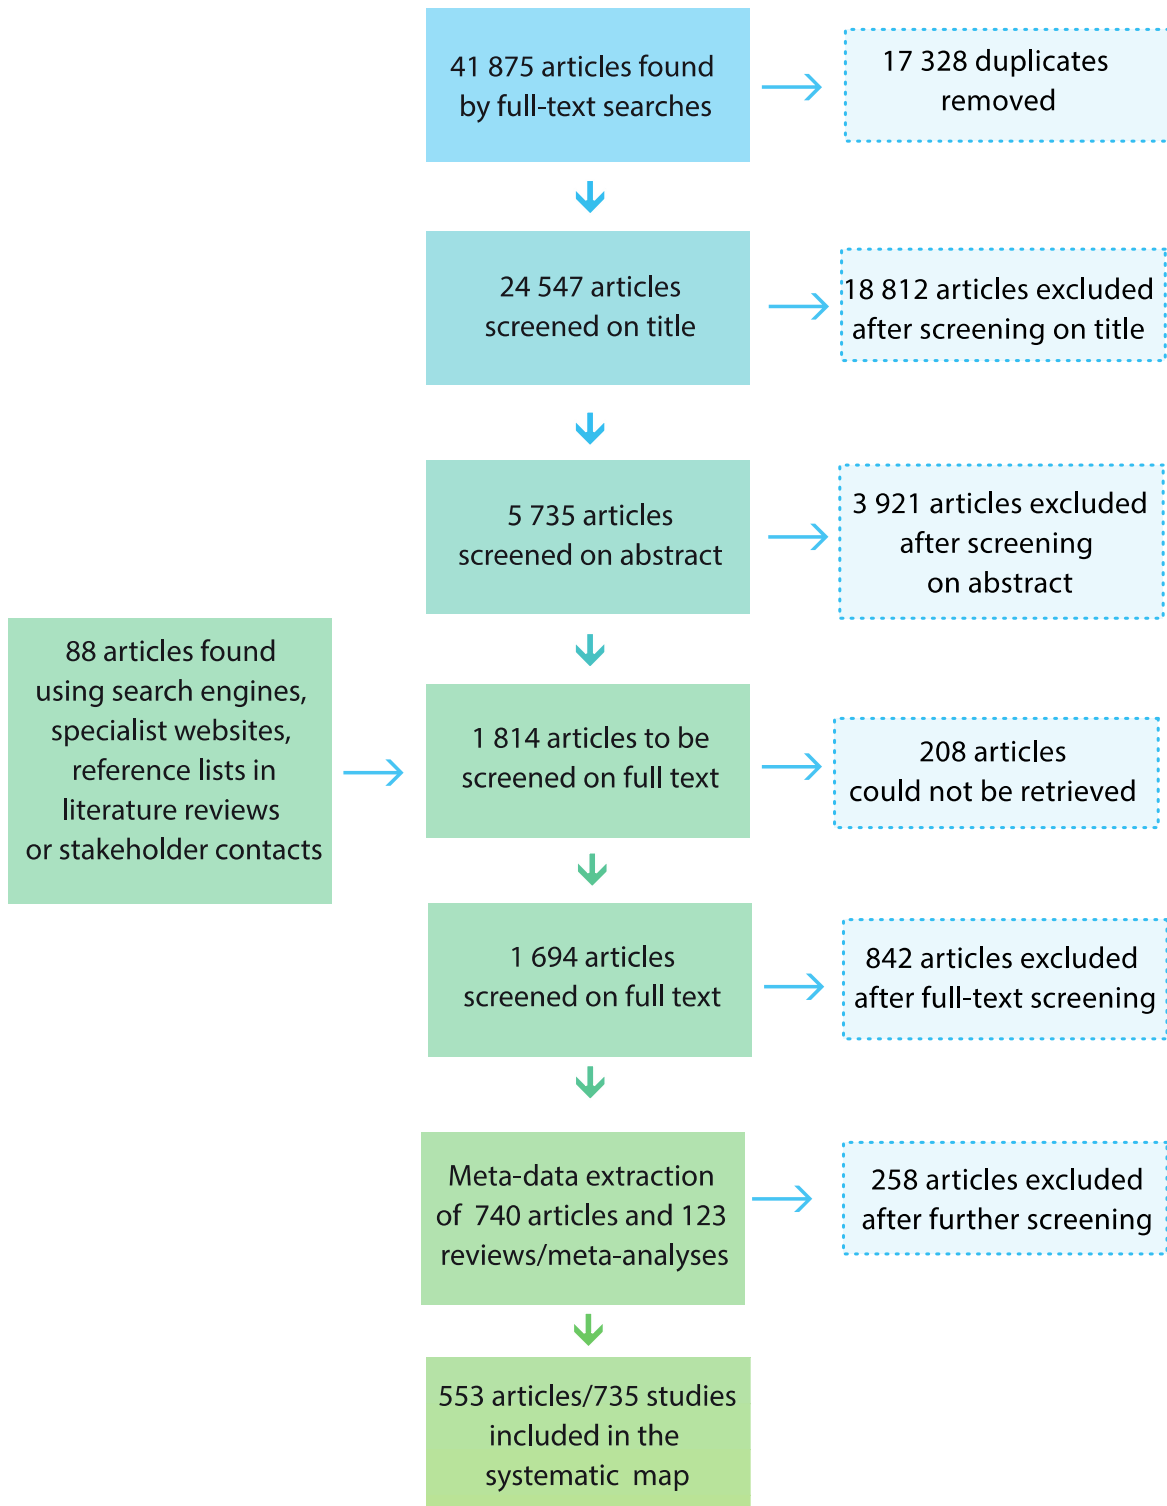 41 875 articles found
by full-text searches
17 328 duplicates
removed
24 547 articles
screened on title
18 812 articles excluded
after screening on title
5 735 articles
screened on abstract
3 921 articles excluded
after screening
on abstract
88 articles found
using search engines,
specialist websites,
reference lists in
literature reviews
or stakeholder contacts
1 814 articles to be
screened on full text
208 articles
could not be retrieved
1 694 articles
screened on full text
842 articles excluded
after full-text screening
Meta-data extraction
of 740 articles and 123
reviews/meta-analyses
258 articles excluded
after further screening
553 articles/735 studies
included in the
systematic map